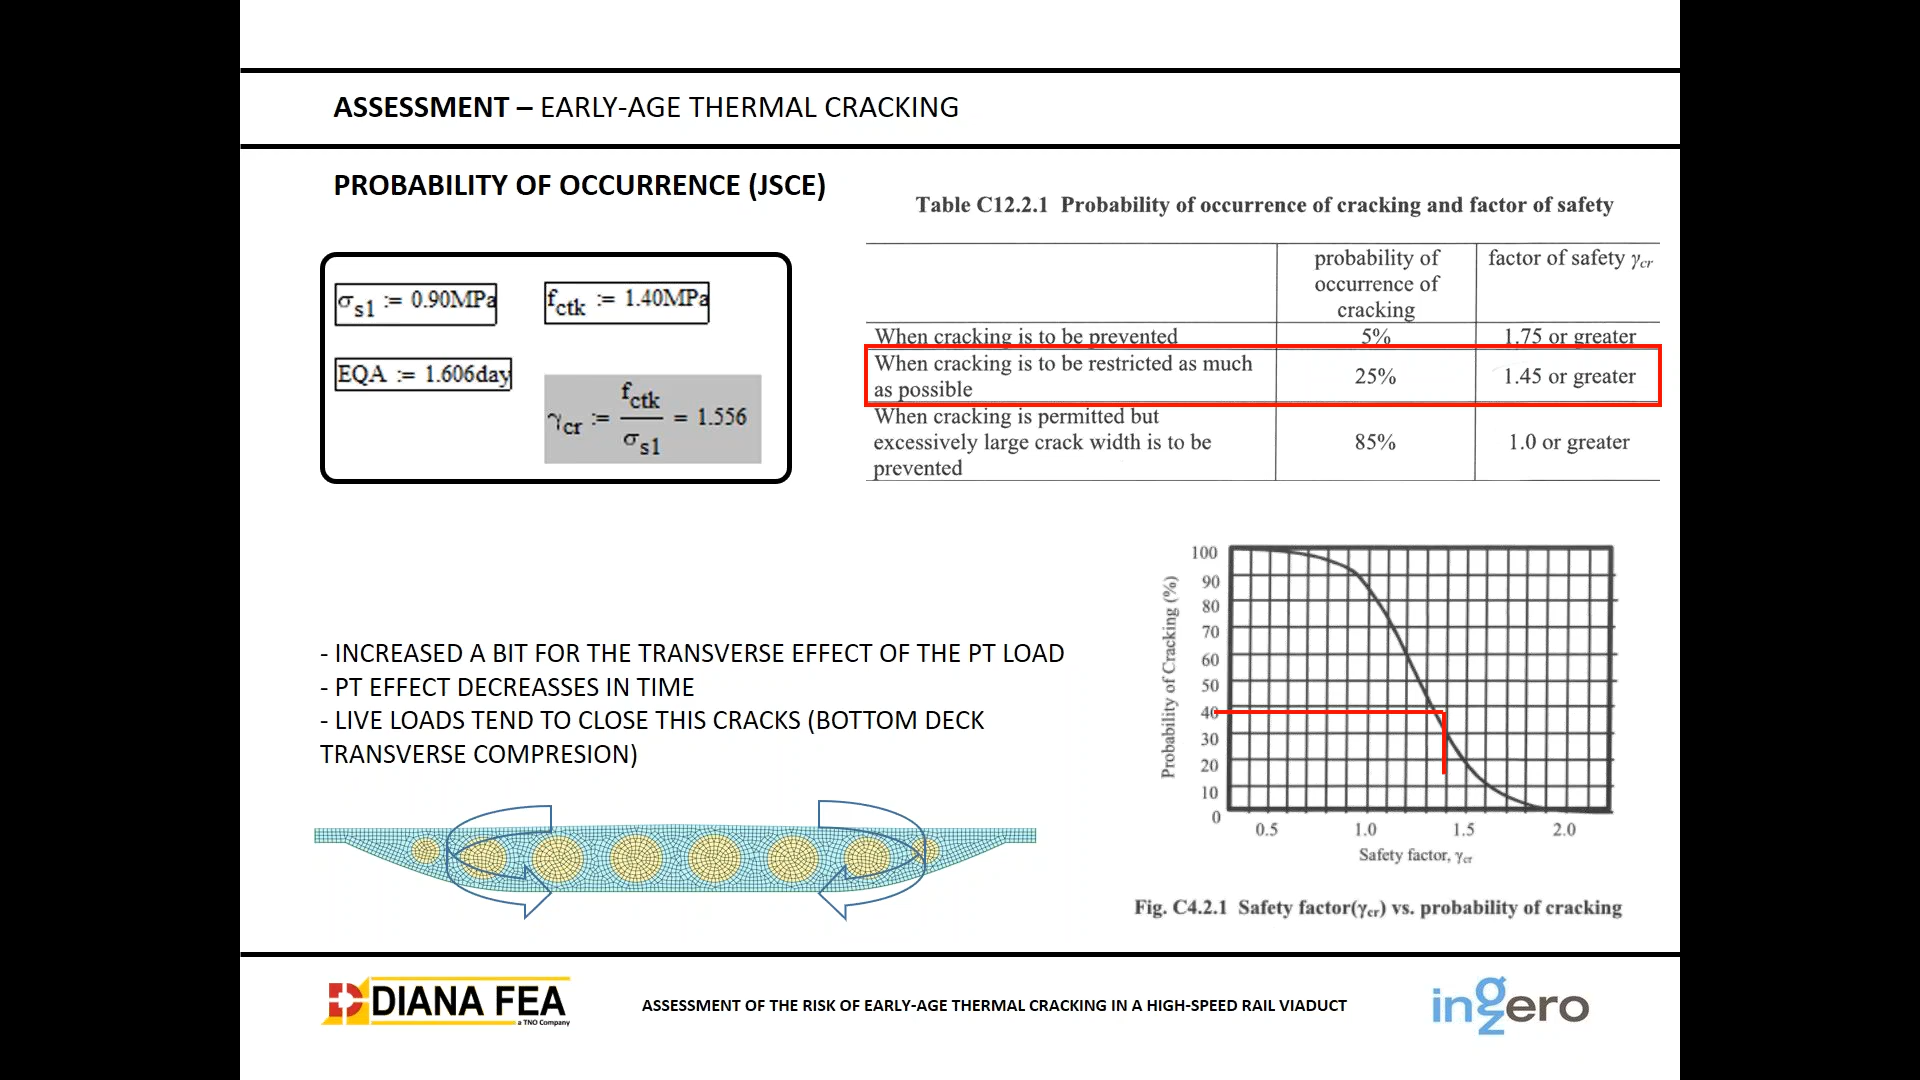 ASSESSMENT – EARLY-AGE THERMAL CRACKING
PROBABILITY OF OCCURRENCE (JSCE)
σs1 := 0.90MPa
fctk := 1.40MPa
EQA := 1.606day
γcr := fctk / σs1 = 1.556
Table C12.2.1 Probability of occurrence of cracking and factor of safety
probability of
occurrence of
cracking
factor of safety γcr
When cracking is to be prevented
5%
1.75 or greater
When cracking is to be restricted as much
as possible
25%
1.45 or greater
When cracking is permitted but
excessively large crack width is to be
prevented
85%
1.0 or greater
- INCREASED A BIT FOR THE TRANSVERSE EFFECT OF THE PT LOAD
- PT EFFECT DECREASSES IN TIME
- LIVE LOADS TEND TO CLOSE THIS CRACKS (BOTTOM DECK
TRANSVERSE COMPRESION)
Probability of Cracking (%)
100
90
80
70
60
50
40
30
20
10
0
0.5 1.0 1.5 2.0
Safety factor, γcr
Fig. C4.2.1 Safety factor(γcr) vs. probability of cracking
DIANA FEA
a TNO Company
ASSESSMENT OF THE RISK OF EARLY-AGE THERMAL CRACKING IN A HIGH-SPEED RAIL VIADUCT
ingzero